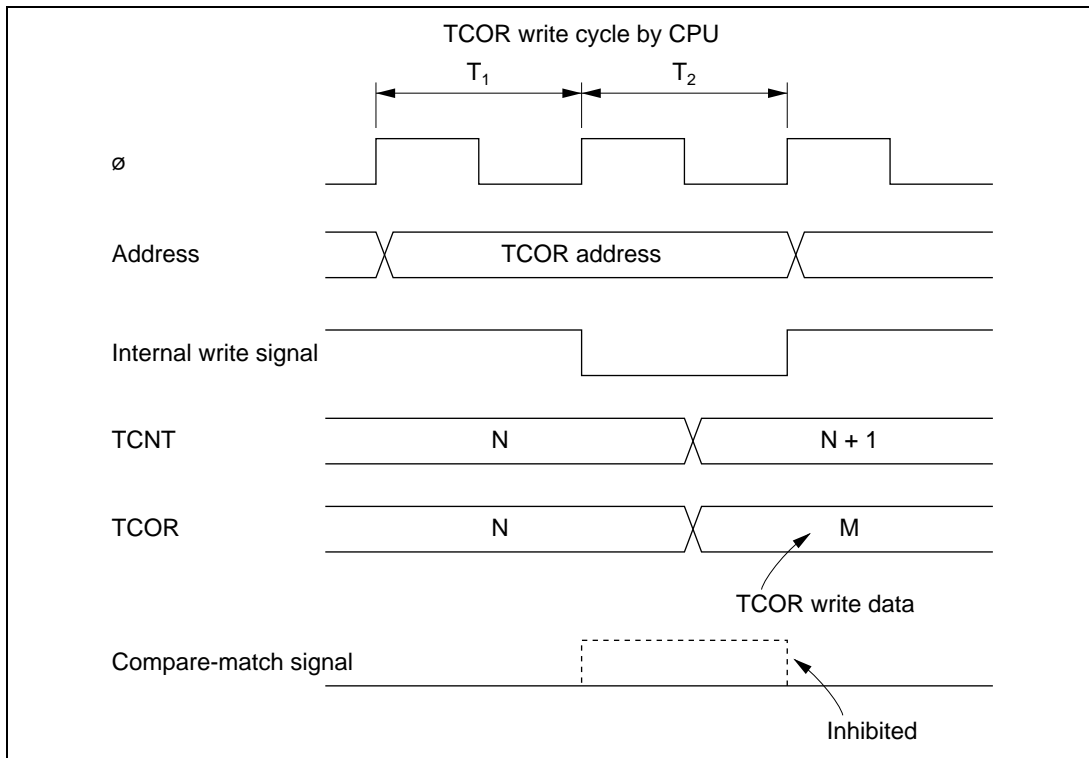 TCOR write cycle by CPU
T1 T2
ø
Address TCOR address
Internal write signal
TCNT N N + 1
TCOR N M
TCOR write data
Compare-match signal
Inhibited